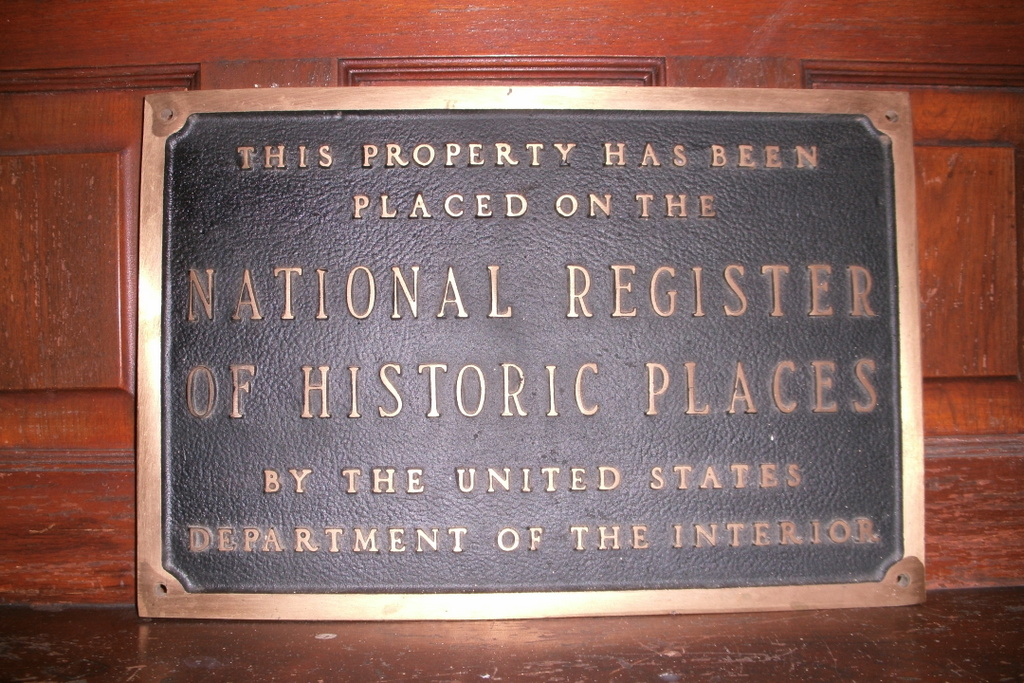 THIS PROPERTY HAS BEEN
PLACED ON THE
NATIONAL REGISTER
OF HISTORIC PLACES
BY THE UNITED STATES
DEPARTMENT OF THE INTERIOR